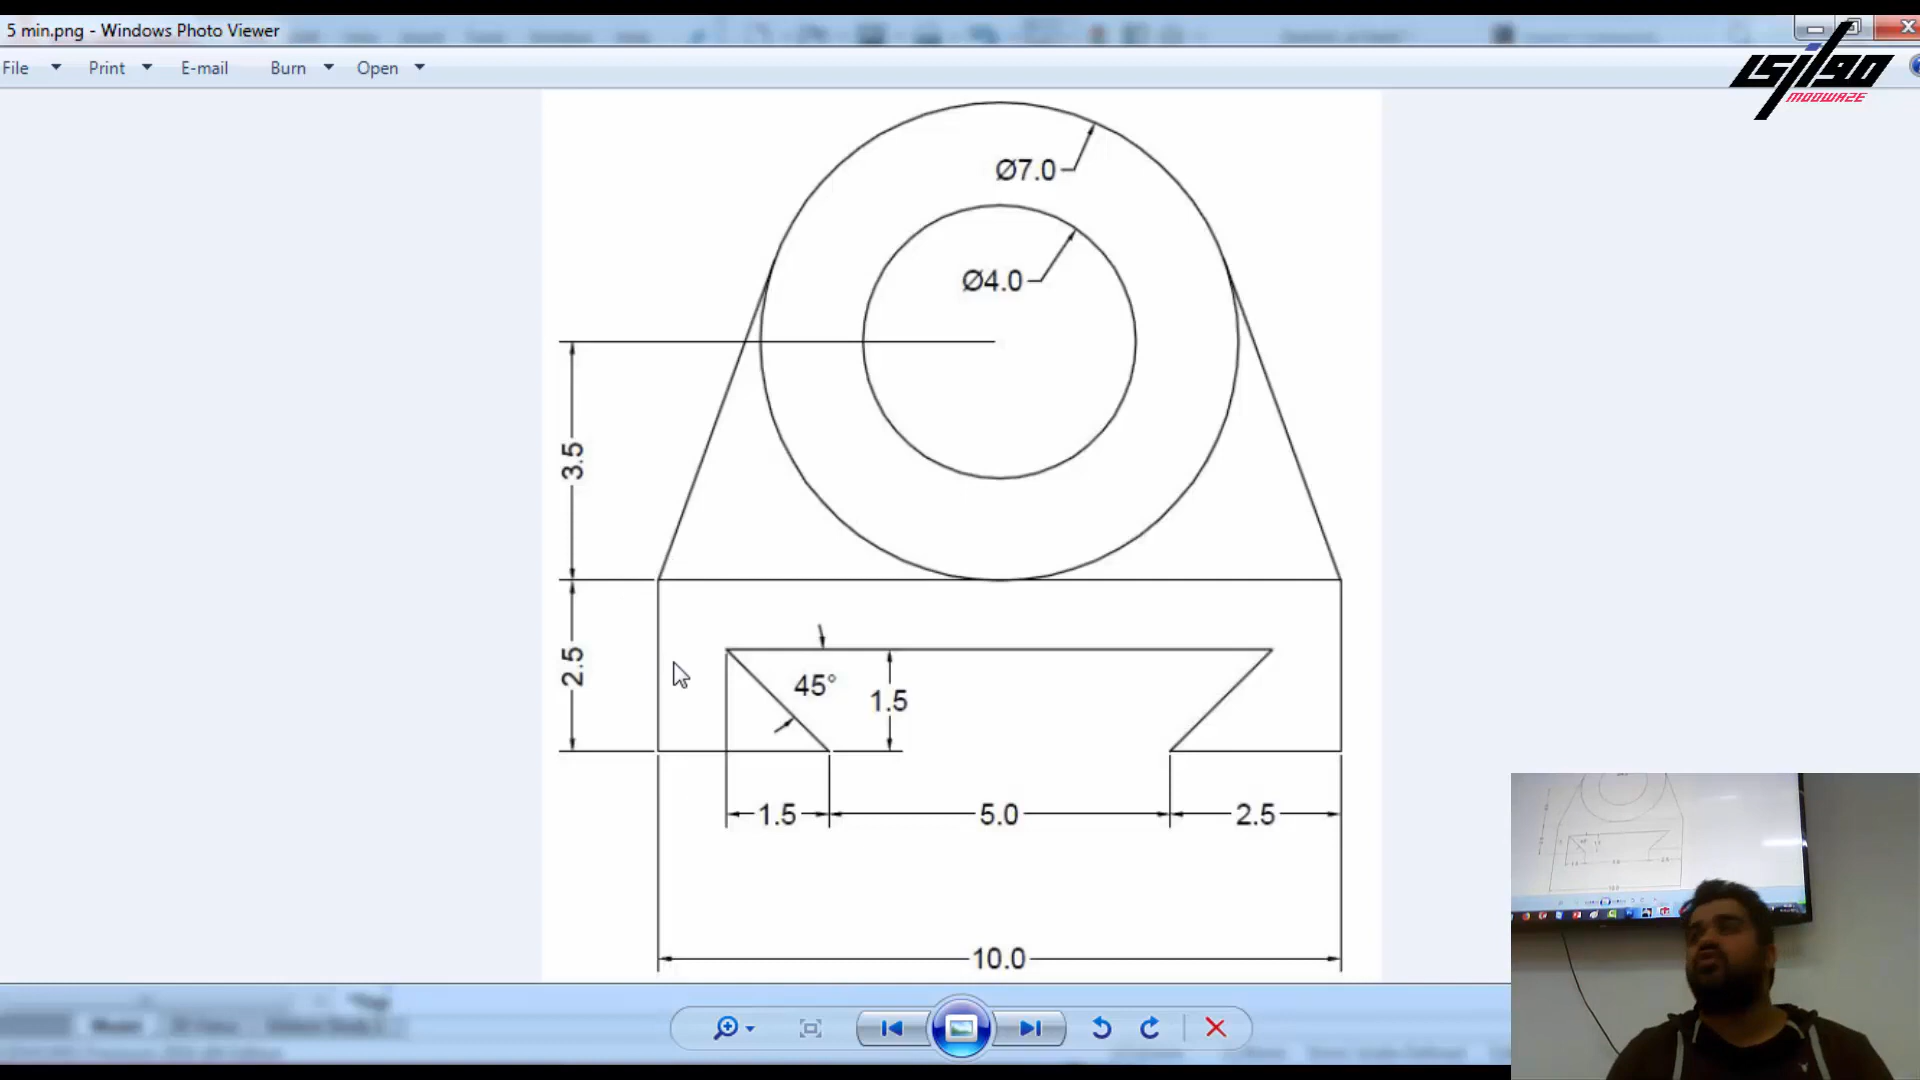 5 min.png - Windows Photo Viewer
File Print E-mail Burn Open
MODWAZE
Ø7.0
Ø4.0
3.5
2.5
45°
1.5
1.5 5.0 2.5
10.0